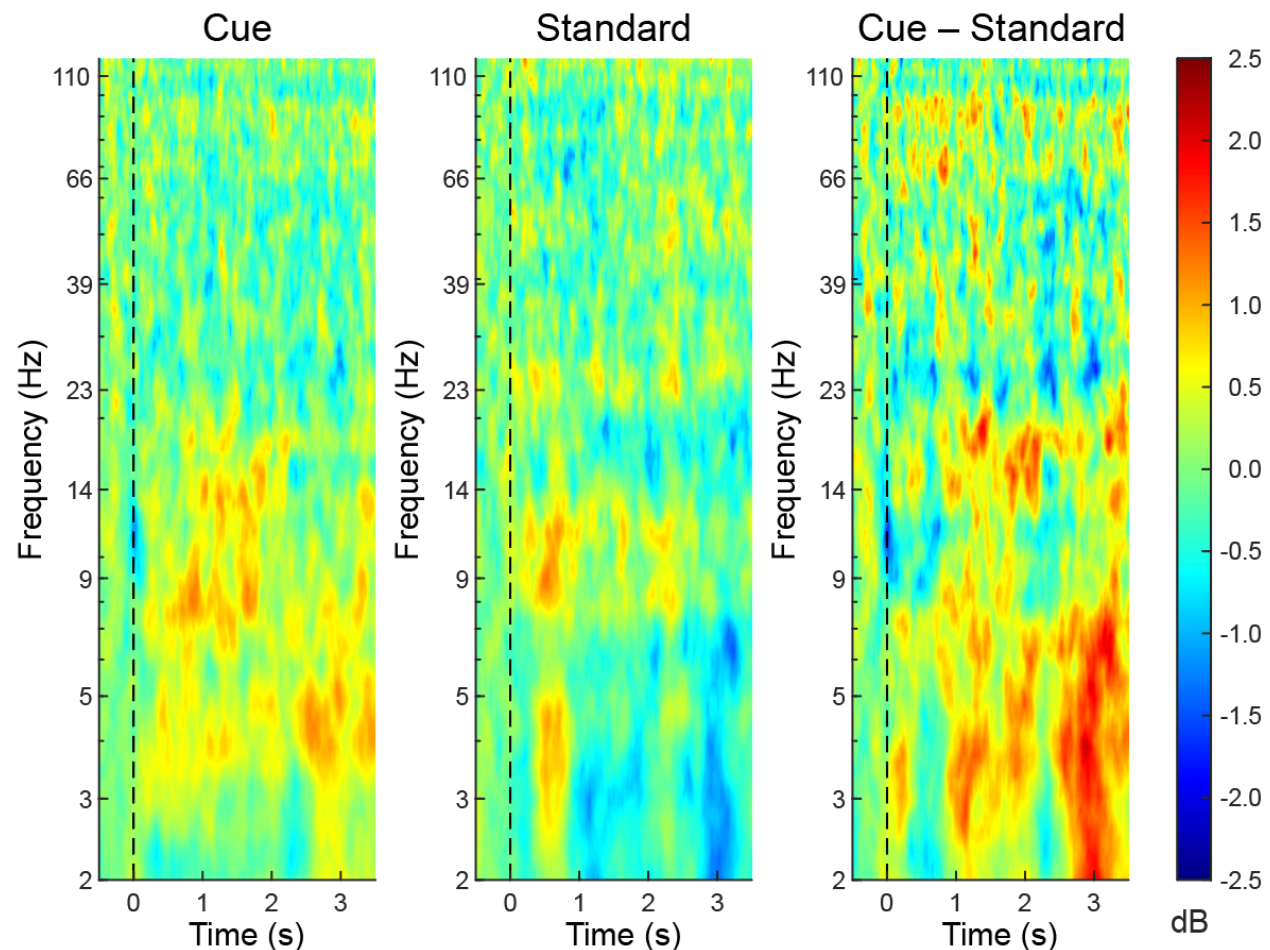 Cue
Standard
Cue – Standard
Frequency (Hz)
110
66
39
23
14
9
5
3
2
0 1 2 3
Time (s)
Frequency (Hz)
110
66
39
23
14
9
5
3
2
0 1 2 3
Time (s)
Frequency (Hz)
110
66
39
23
14
9
5
3
2
0 1 2 3
Time (s)
2.5
2.0
1.5
1.0
0.5
0.0
-0.5
-1.0
-1.5
-2.0
-2.5
dB